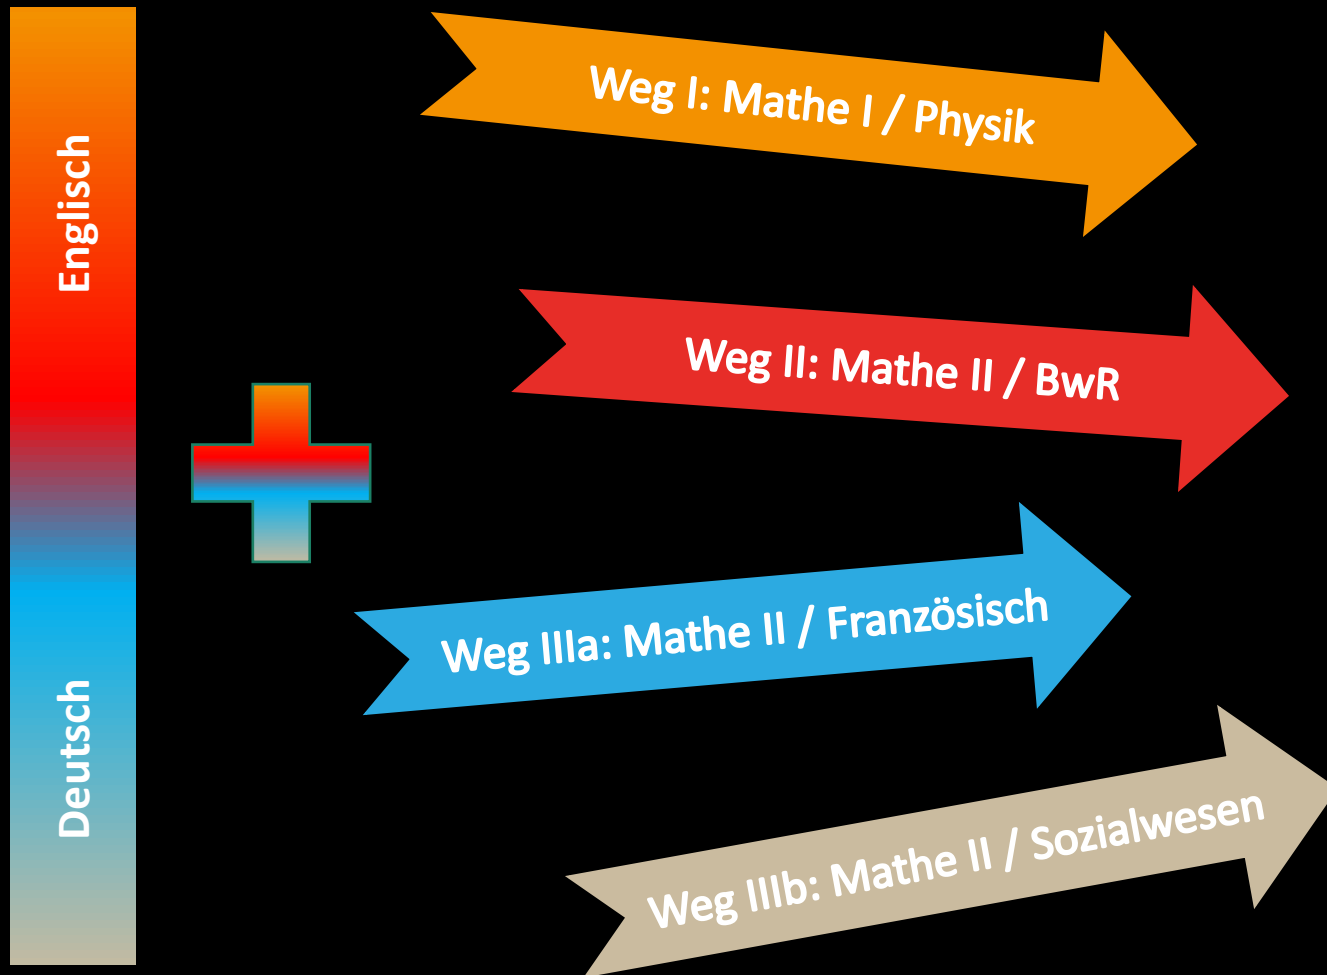 Englisch
Deutsch
Weg I: Mathe I / Physik
Weg II: Mathe II / BwR
Weg IIIa: Mathe II / Französisch
Weg IIIb: Mathe II / Sozialwesen